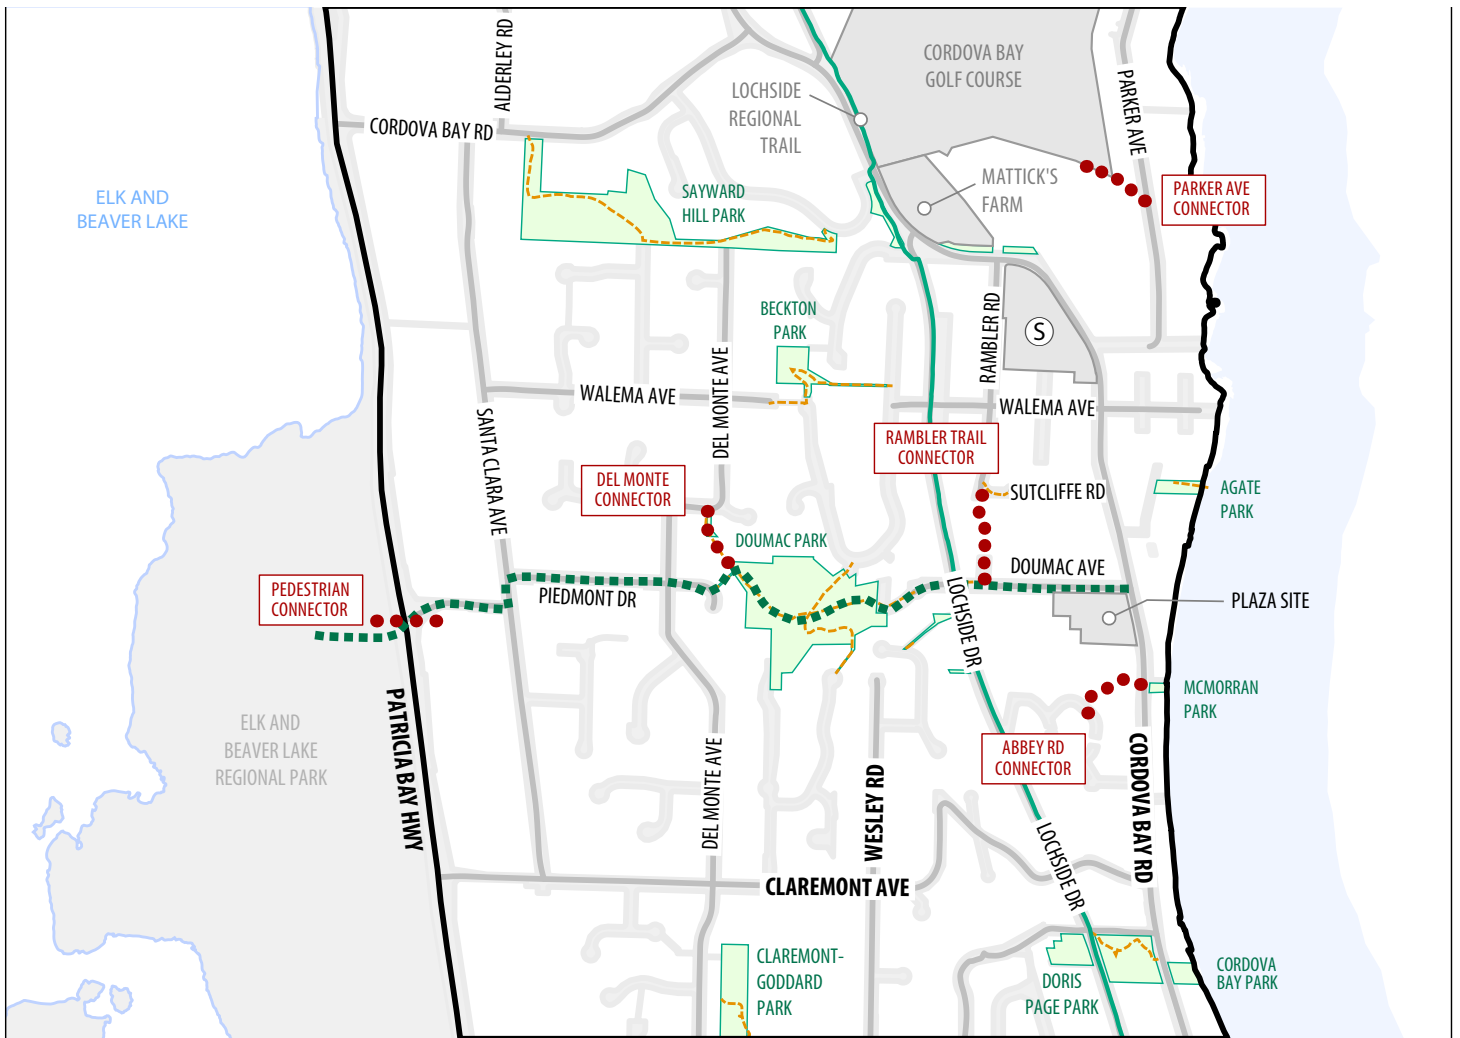 ALDERLEY RD
CORDOVA BAY RD
CORDOVA BAY
GOLF COURSE
PARKER AVE
LOCHSIDE
REGIONAL
TRAIL
MATTICK'S
FARM
PARKER AVE
CONNECTOR
ELK AND
BEAVER LAKE
SAYWARD
HILL PARK
BECKTON
PARK
RAMBLER RD
S
DEL MONTE AVE
WALEMA AVE
WALEMA AVE
SANTA CLARA AVE
RAMBLER TRAIL
CONNECTOR
DEL MONTE
CONNECTOR
SUTCLIFFE RD
AGATE
PARK
DOUMAC PARK
DOUMAC AVE
PEDESTRIAN
CONNECTOR
PIEDMONT DR
PLAZA SITE
LOCHSIDE DR
MCMORRAN
PARK
ELK AND
BEAVER LAKE
REGIONAL PARK
PATRICIA BAY HWY
DEL MONTE AVE
WESLEY RD
ABBEY RD
CONNECTOR
CORDOVA BAY RD
LOCHSIDE DR
CLAREMONT AVE
CLAREMONT-
GODDARD
PARK
DORIS
PAGE PARK
CORDOVA
BAY PARK